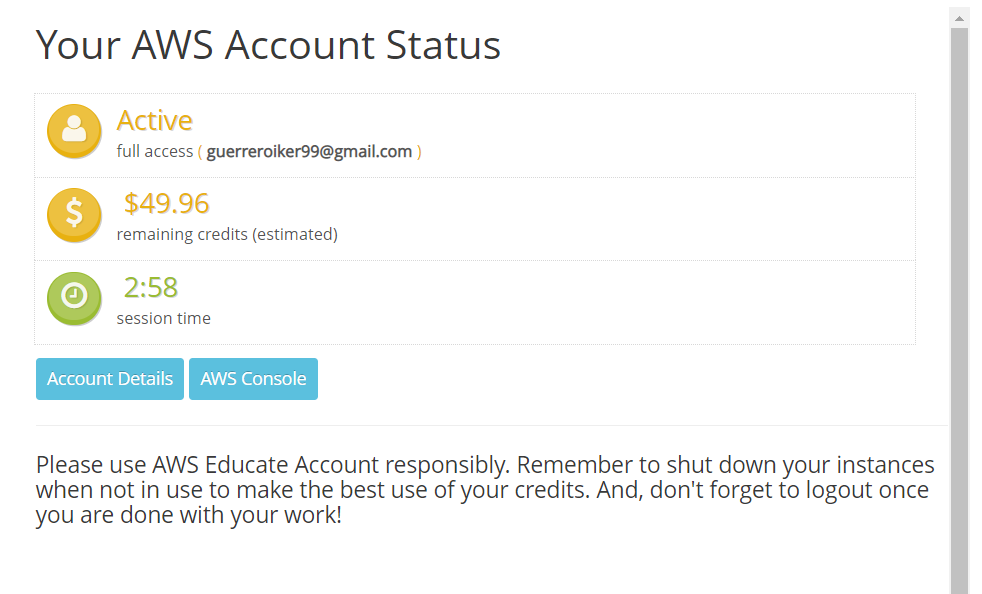 Your AWS Account Status
Active
full access ( guerreroiker99@gmail.com )
$
$49.96
remaining credits (estimated)
2:58
session time
Account Details AWS Console
Please use AWS Educate Account responsibly. Remember to shut down your instances
when not in use to make the best use of your credits. And, don't forget to logout once
you are done with your work!